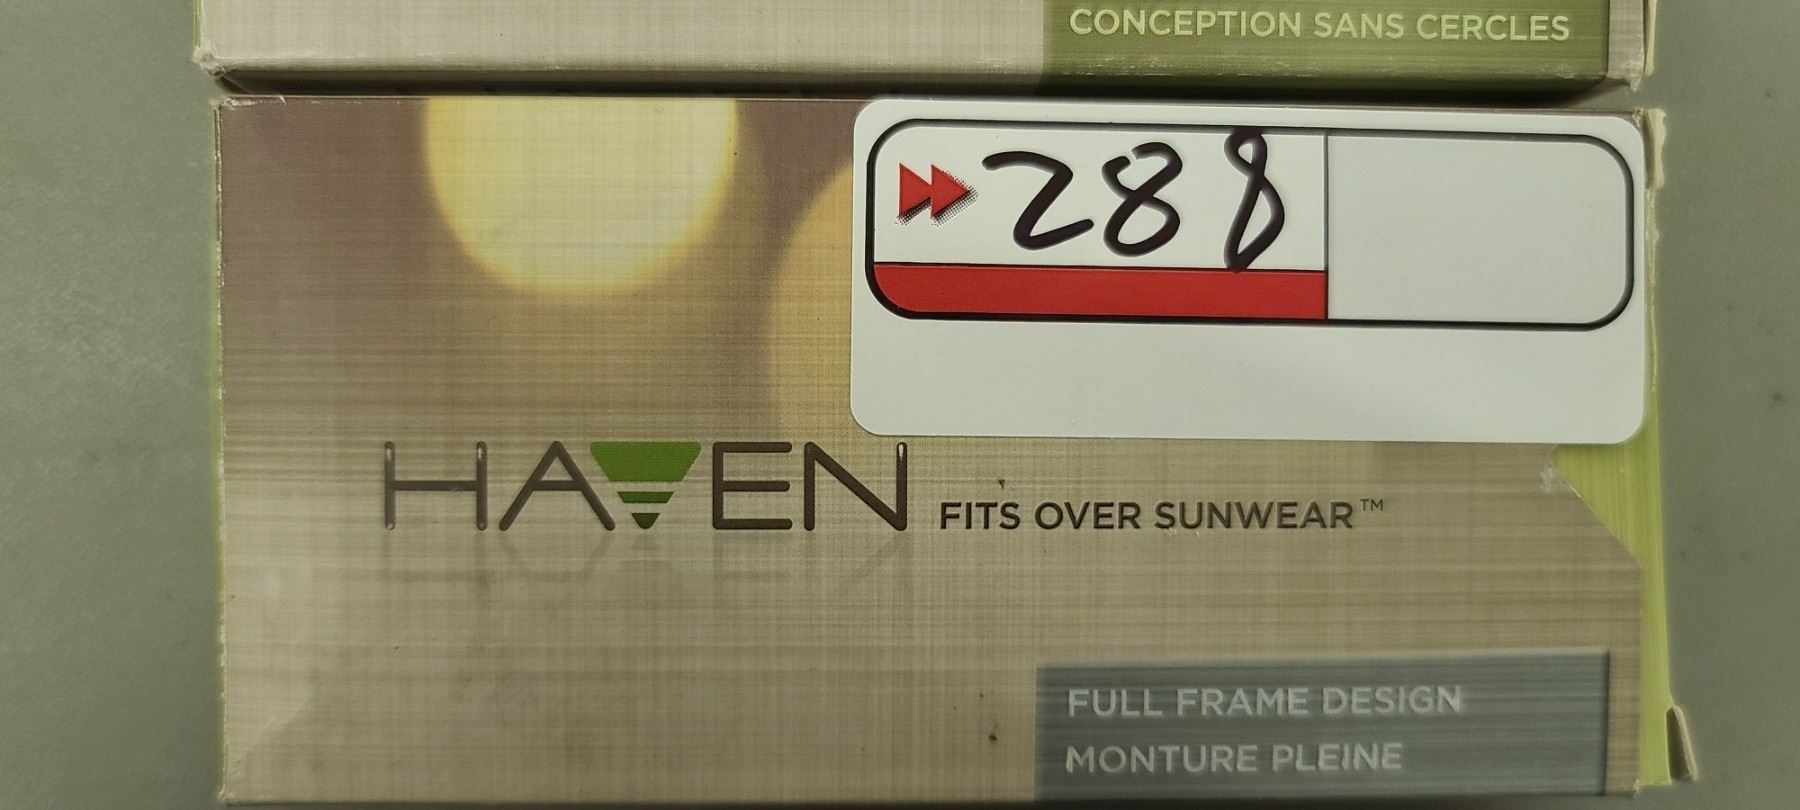 CONCEPTION SANS CERCLES
288
HAVEN FITS OVER SUNWEAR™
FULL FRAME DESIGN
MONTURE PLEINE